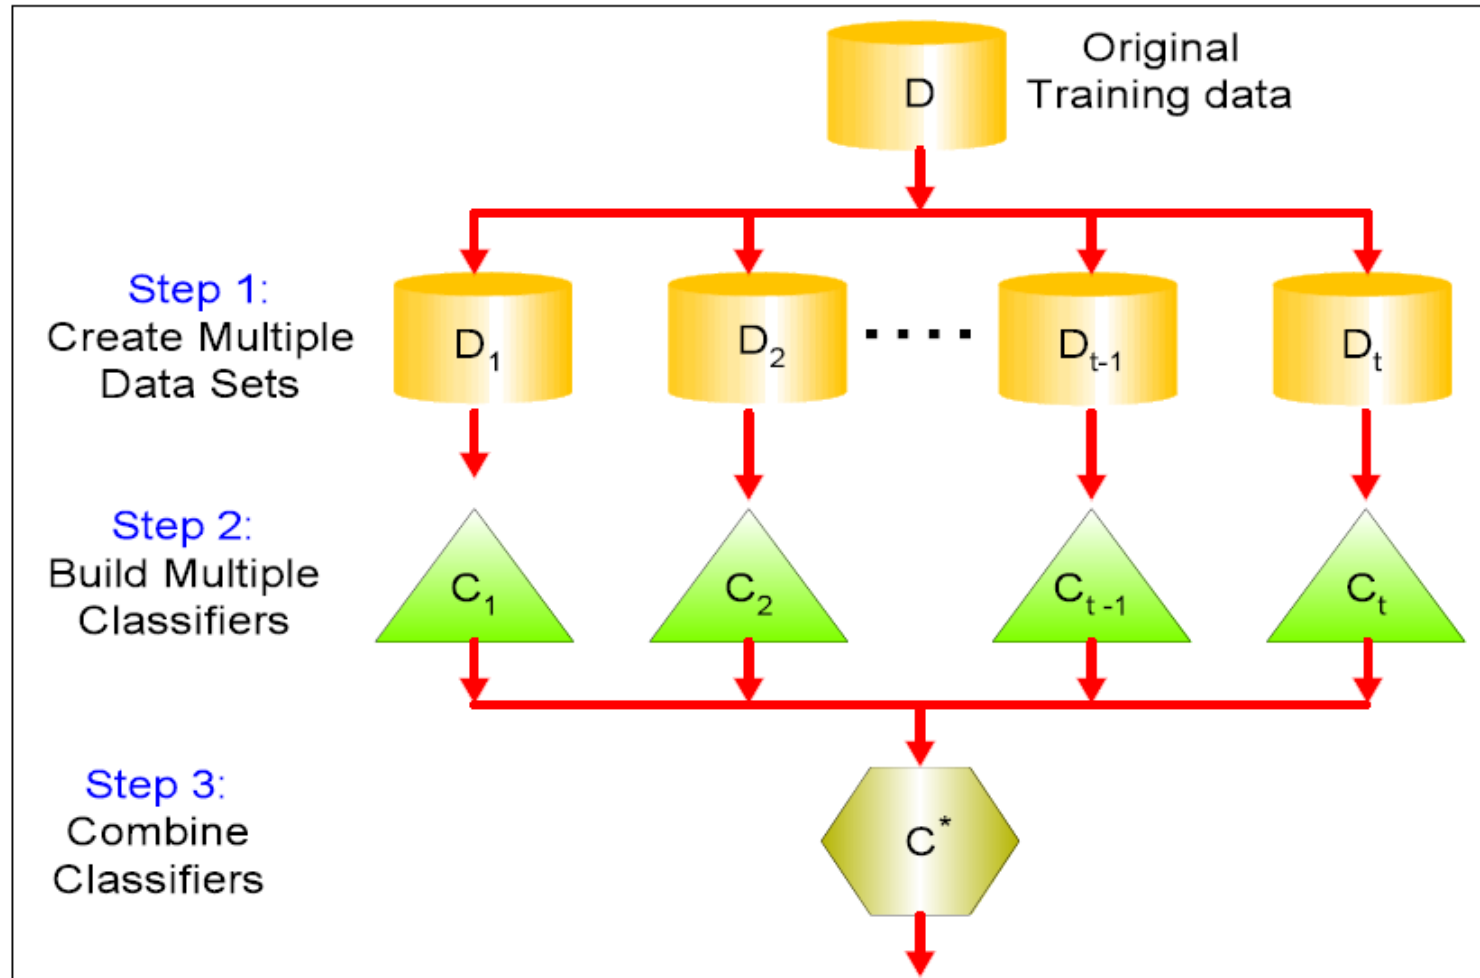 D
Original
Training data
Step 1:
Create Multiple
Data Sets
D1
D2
....
Dt-1
Dt
Step 2:
Build Multiple
Classifiers
C1
C2
Ct -1
Ct
Step 3:
Combine
Classifiers
C*